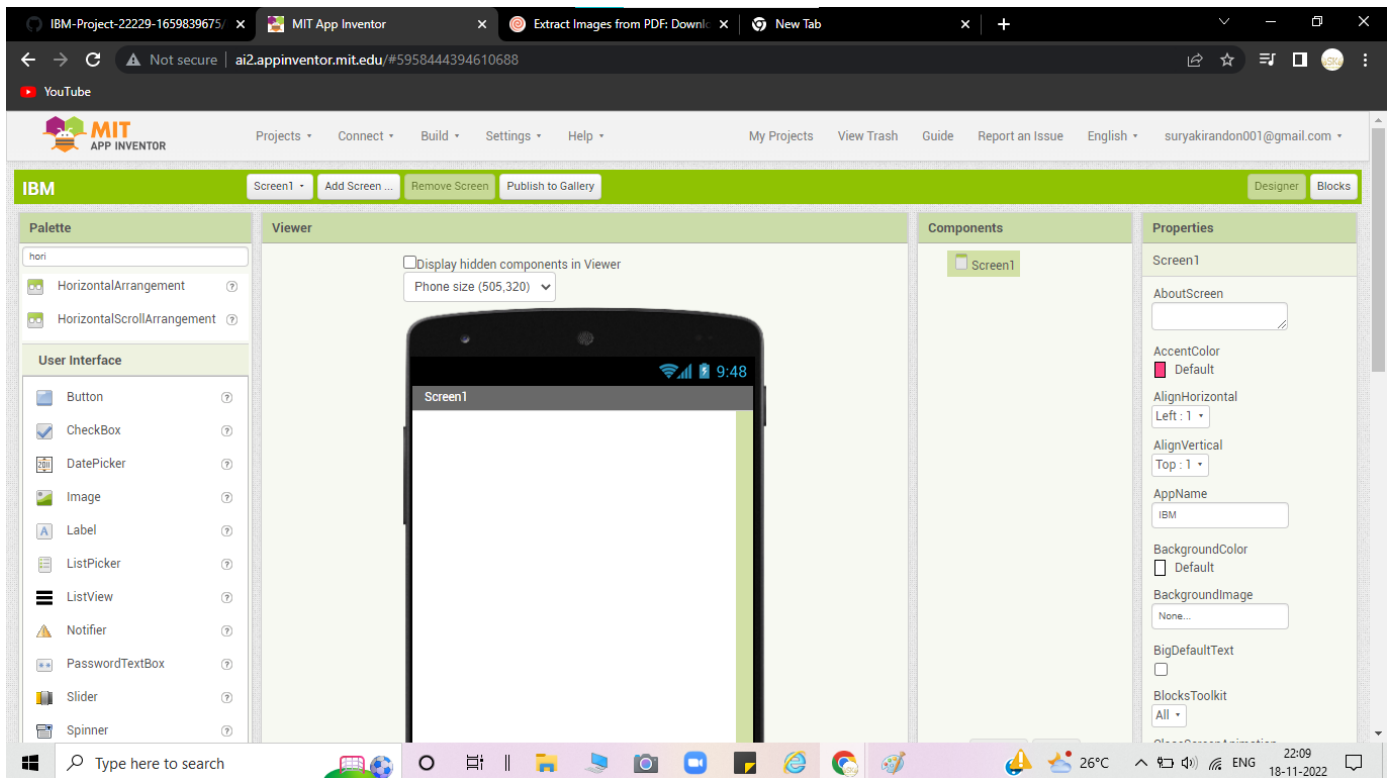 IBM-Project-22229-1659839675/
MIT App Inventor
Extract Images from PDF: Downlo
New Tab
Not secure
ai2.appinventor.mit.edu/#5958444394610688
YouTube
MIT
APP INVENTOR
Projects
Connect
Build
Settings
Help
My Projects
View Trash
Guide
Report an Issue
English
suryakirandon001@gmail.com
IBM
Screen1
Add Screen ...
Remove Screen
Publish to Gallery
Designer
Blocks
Palette
hori
HorizontalArrangement
HorizontalScrollArrangement
User Interface
Button
CheckBox
DatePicker
Image
Label
ListPicker
ListView
Notifier
PasswordTextBox
Slider
Spinner
Viewer
Display hidden components in Viewer
Phone size (505,320)
9:48
Screen1
Components
Screen1
Properties
Screen1
AboutScreen
AccentColor
Default
AlignHorizontal
Left : 1
AlignVertical
Top : 1
AppName
IBM
BackgroundColor
Default
BackgroundImage
None...
BigDefaultText
BlocksToolkit
All
Type here to search
26°C
ENG
22:09
18-11-2022